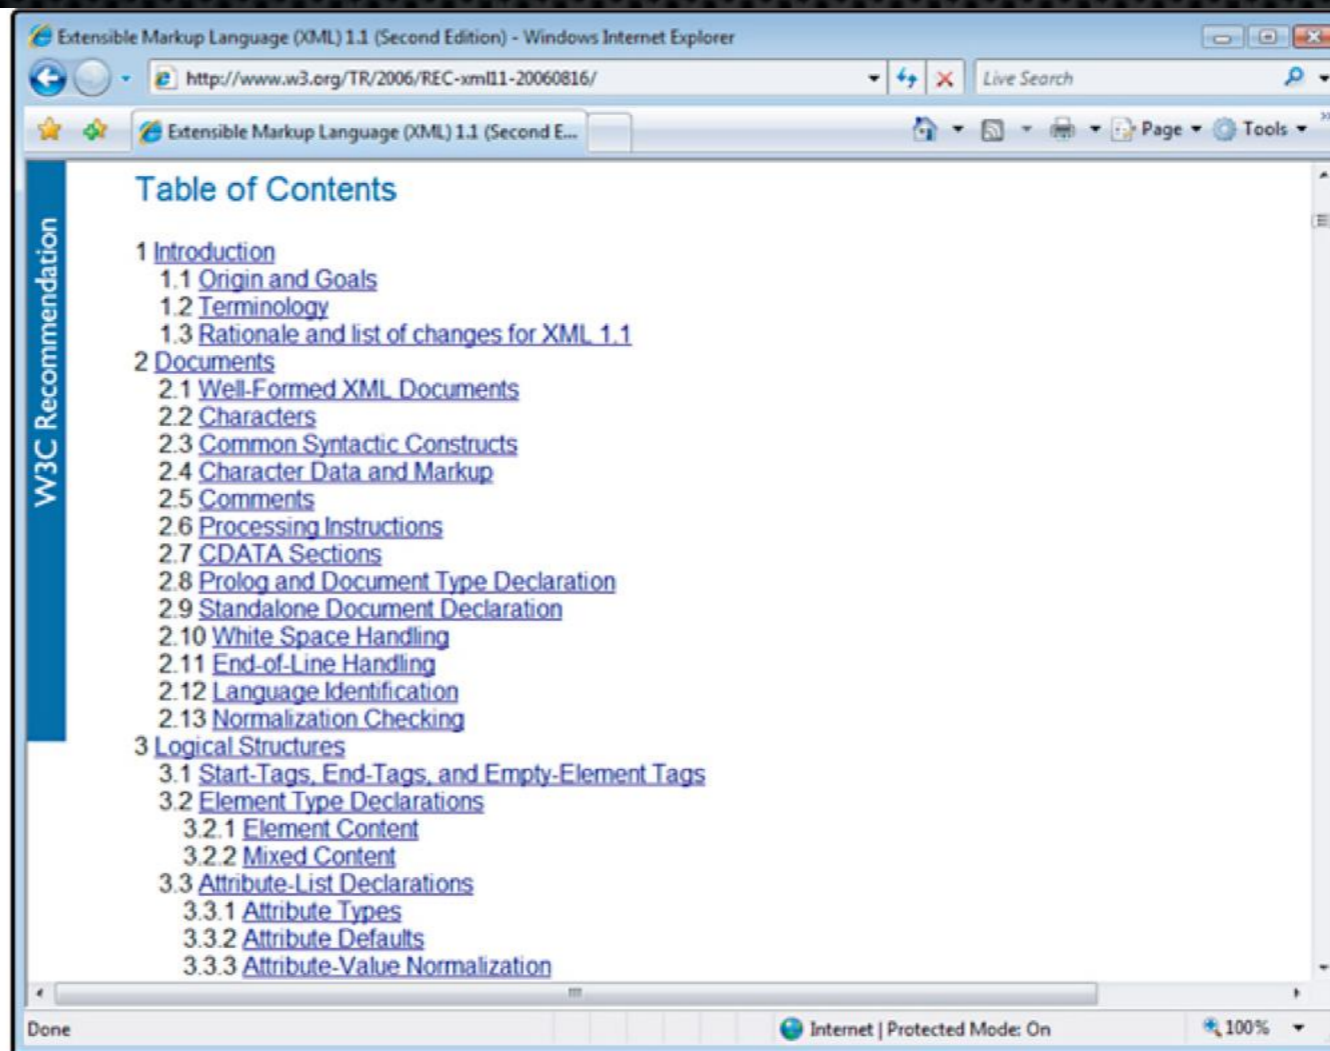 Extensible Markup Language (XML) 1.1 (Second Edition) - Windows Internet Explorer
http://www.w3.org/TR/2006/REC-xml11-20060816/
Live Search
Extensible Markup Language (XML) 1.1 (Second E...
Page
Tools
W3C Recommendation
Table of Contents
1 Introduction
1.1 Origin and Goals
1.2 Terminology
1.3 Rationale and list of changes for XML 1.1
2 Documents
2.1 Well-Formed XML Documents
2.2 Characters
2.3 Common Syntactic Constructs
2.4 Character Data and Markup
2.5 Comments
2.6 Processing Instructions
2.7 CDATA Sections
2.8 Prolog and Document Type Declaration
2.9 Standalone Document Declaration
2.10 White Space Handling
2.11 End-of-Line Handling
2.12 Language Identification
2.13 Normalization Checking
3 Logical Structures
3.1 Start-Tags, End-Tags, and Empty-Element Tags
3.2 Element Type Declarations
3.2.1 Element Content
3.2.2 Mixed Content
3.3 Attribute-List Declarations
3.3.1 Attribute Types
3.3.2 Attribute Defaults
3.3.3 Attribute-Value Normalization
Done
Internet | Protected Mode: On
100%